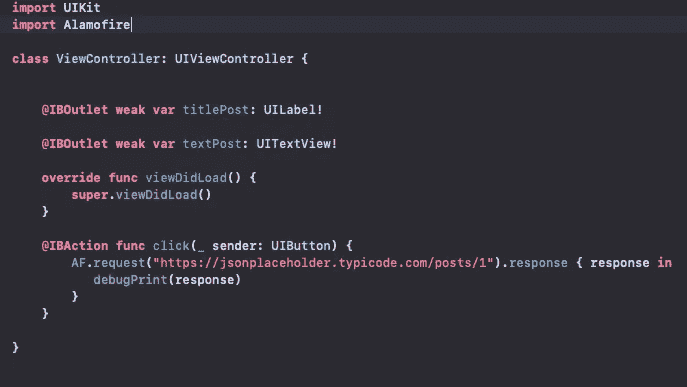 import UIKit
import Alamofire
class ViewController: UIViewController {
@IBOutlet weak var titlePost: UILabel!
@IBOutlet weak var textPost: UITextView!
override func viewDidLoad() {
super.viewDidLoad()
}
@IBAction func click(_ sender: UIButton) {
AF.request("https://jsonplaceholder.typicode.com/posts/1").response { response in
debugPrint(response)
}
}
}